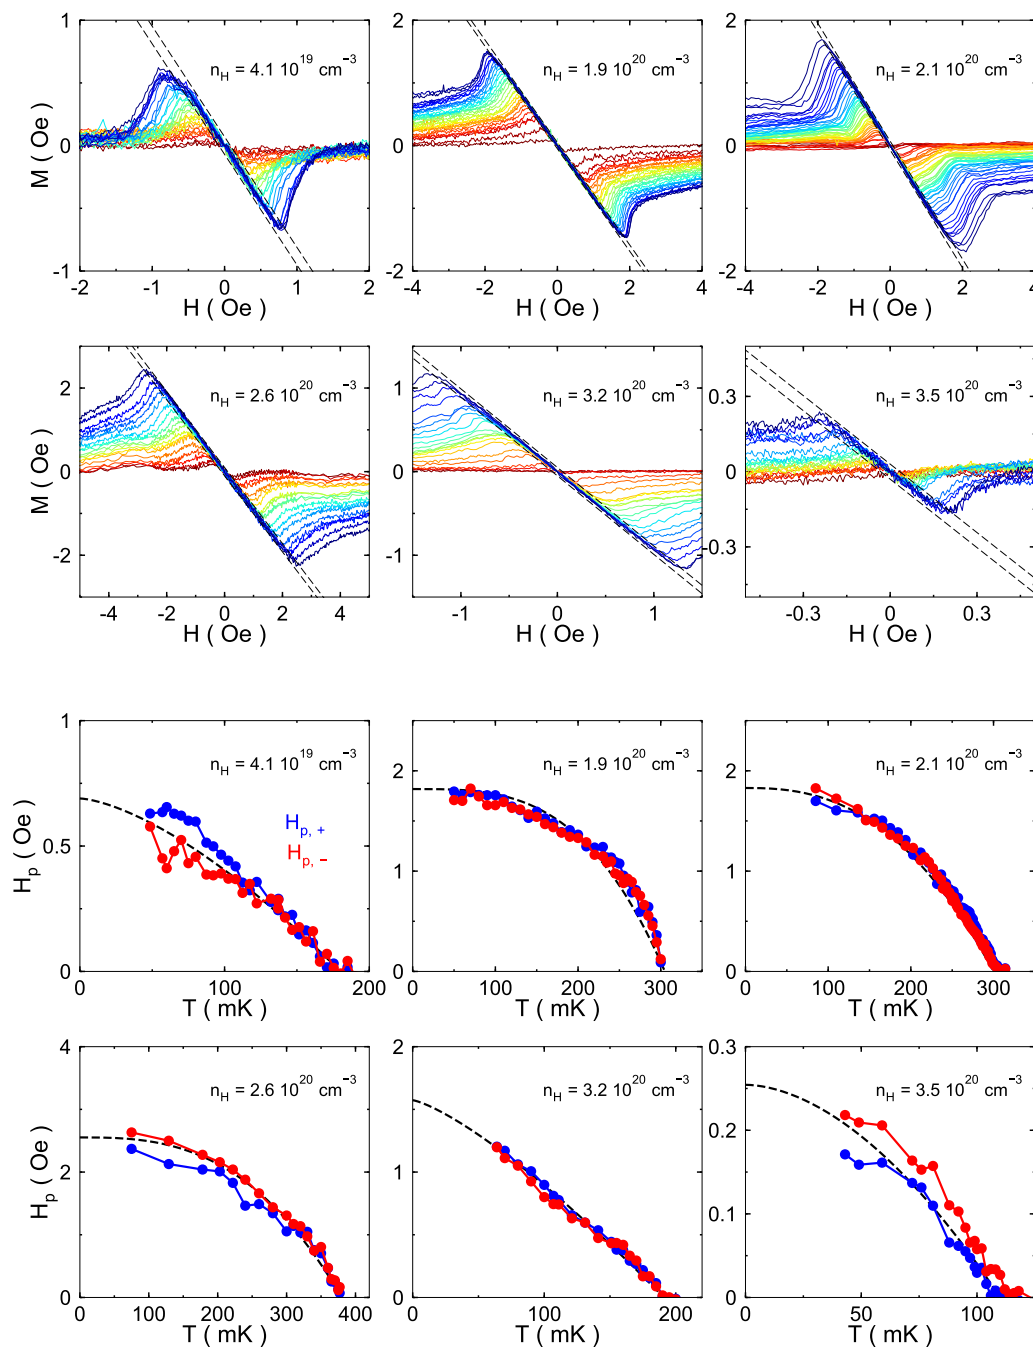 1
0
-1
M ( Oe )
n_H = 4.1 10^19 cm^−3
-2 -1 0 1 2
H ( Oe )
2
0
-2
n_H = 1.9 10^20 cm^−3
-4 -2 0 2 4
H ( Oe )
2
0
-2
n_H = 2.1 10^20 cm^−3
-4 -2 0 2 4
H ( Oe )
2
0
-2
M ( Oe )
n_H = 2.6 10^20 cm^−3
-4 -2 0 2 4
H ( Oe )
1
0
-1
n_H = 3.2 10^20 cm^−3
-1 0 1
H ( Oe )
0.3
0
-0.3
n_H = 3.5 10^20 cm^−3
-0.3 0 0.3
H ( Oe )
1
0.5
0
H_p ( Oe )
n_H = 4.1 10^19 cm^−3
H_p, +
H_p, −
0 100 200
T ( mK )
2
1
0
n_H = 1.9 10^20 cm^−3
0 100 200 300
T ( mK )
2
1
0
n_H = 2.1 10^20 cm^−3
0 100 200 300
T ( mK )
4
2
0
H_p ( Oe )
n_H = 2.6 10^20 cm^−3
0 100 200 300 400
T ( mK )
2
1
0
n_H = 3.2 10^20 cm^−3
0 100 200
T ( mK )
0.3
0.2
0.1
0
n_H = 3.5 10^20 cm^−3
0 50 100
T ( mK )